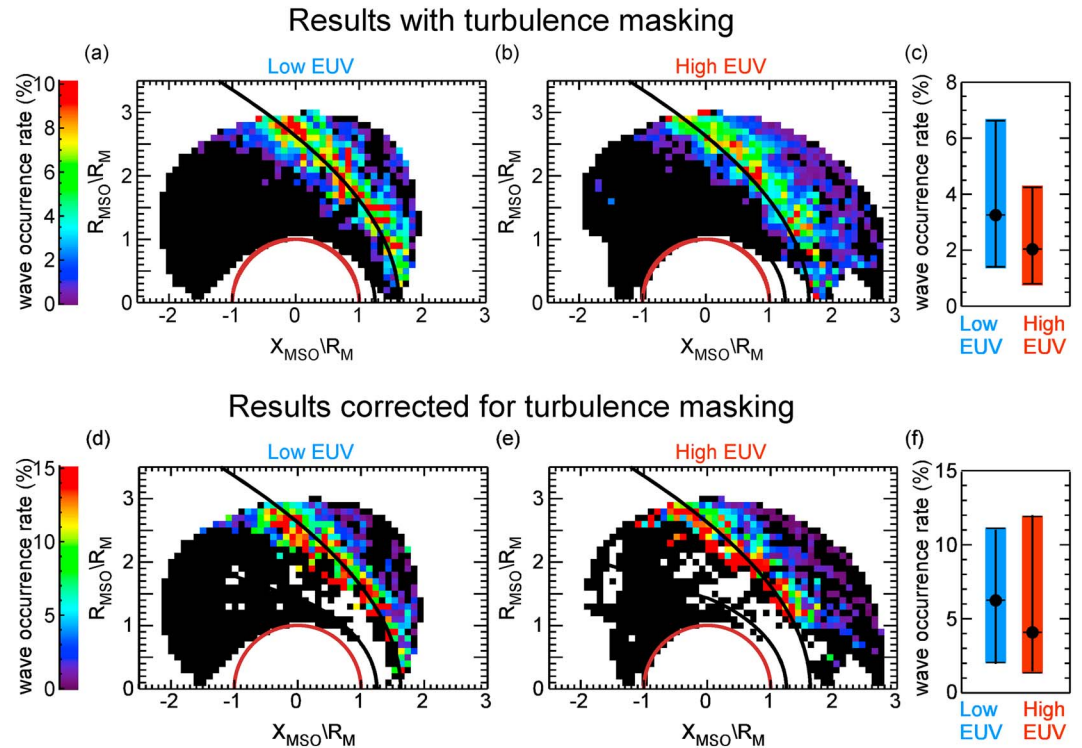 Results with turbulence masking
(a)
Low EUV
(b)
High EUV
(c)
wave occurrence rate (%)
10
8
6
4
2
0
R_MSO\R_M
3
2
1
0
-2 -1 0 1 2 3
X_MSO\R_M
R_MSO\R_M
3
2
1
0
-2 -1 0 1 2 3
X_MSO\R_M
wave occurrence rate (%)
8
6
4
2
0
Low
EUV
High
EUV
Results corrected for turbulence masking
(d)
Low EUV
(e)
High EUV
(f)
wave occurrence rate (%)
15
10
5
0
R_MSO\R_M
3
2
1
0
-2 -1 0 1 2 3
X_MSO\R_M
R_MSO\R_M
3
2
1
0
-2 -1 0 1 2 3
X_MSO\R_M
wave occurrence rate (%)
15
10
5
0
Low
EUV
High
EUV